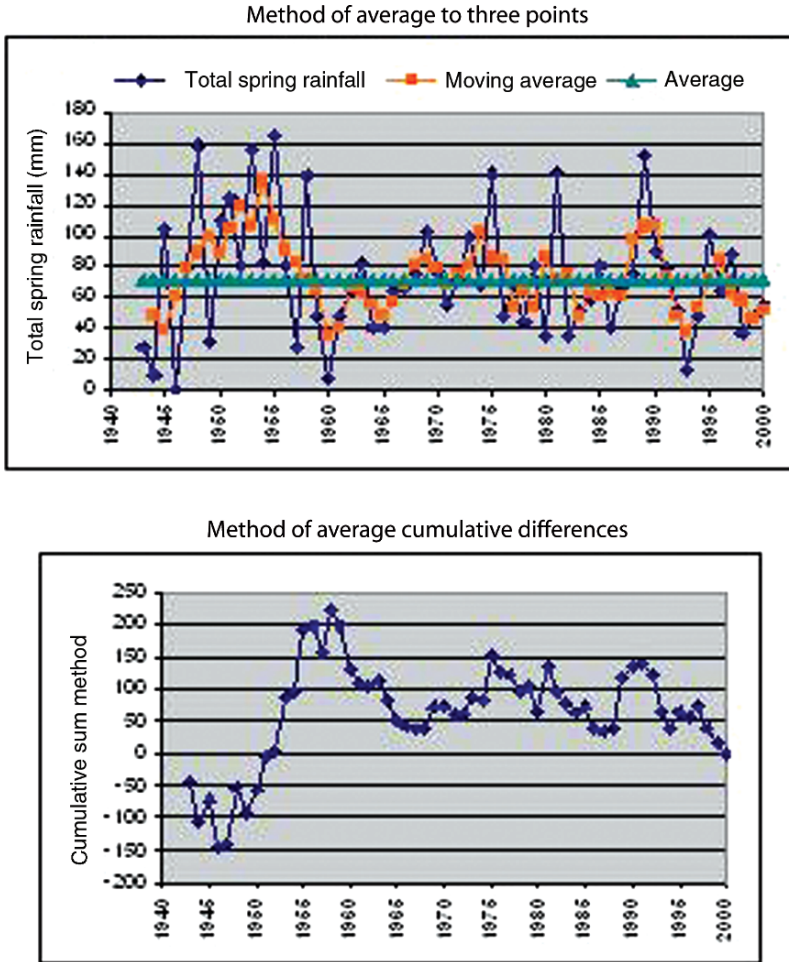 Method of average to three points
Total spring rainfall Moving average Average
Total spring rainfall (mm)
180
160
140
120
100
80
60
40
20
0
1940 1945 1950 1955 1960 1965 1970 1975 1980 1985 1990 1995 2000
Method of average cumulative differences
Cumulative sum method
250
200
150
100
50
0
-50
-100
-150
-200
1940 1945 1950 1955 1960 1965 1970 1975 1980 1985 1990 1995 2000